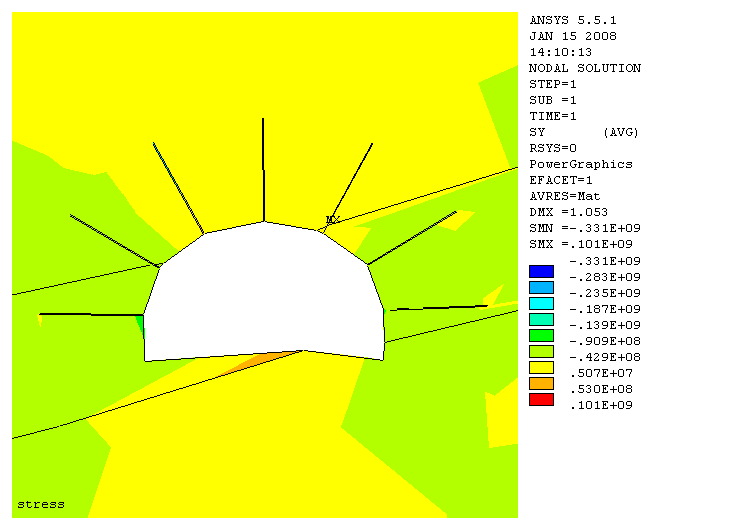 ANSYS 5.5.1
JAN 15 2008
14:10:13
NODAL SOLUTION
STEP=1
SUB =1
TIME=1
SY (AVG)
RSYS=0
PowerGraphics
EFACET=1
AVRES=Mat
DMX =1.053
SMN =-.331E+09
SMX =.101E+09
-.331E+09
-.283E+09
-.235E+09
-.187E+09
-.139E+09
-.909E+08
-.429E+08
.507E+07
.530E+08
.101E+09
MX
stress